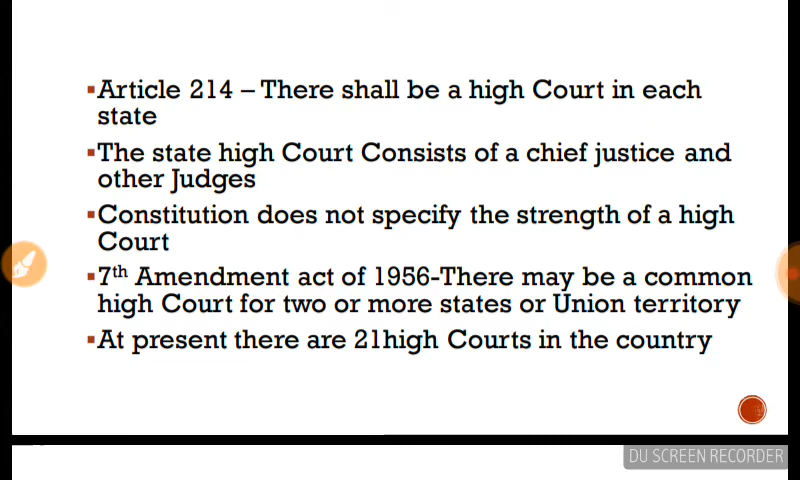 ▪Article 214 – There shall be a high Court in each
state
▪The state high Court Consists of a chief justice and
other Judges
▪Constitution does not specify the strength of a high
Court
▪7th Amendment act of 1956-There may be a common
high Court for two or more states or Union territory
▪At present there are 21high Courts in the country
DU SCREEN RECORDER